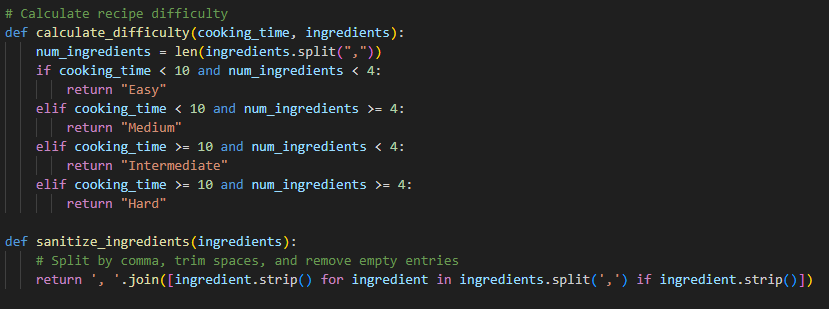 # Calculate recipe difficulty
def calculate_difficulty(cooking_time, ingredients):
    num_ingredients = len(ingredients.split(","))
    if cooking_time < 10 and num_ingredients < 4:
        return "Easy"
    elif cooking_time < 10 and num_ingredients >= 4:
        return "Medium"
    elif cooking_time >= 10 and num_ingredients < 4:
        return "Intermediate"
    elif cooking_time >= 10 and num_ingredients >= 4:
        return "Hard"

def sanitize_ingredients(ingredients):
    # Split by comma, trim spaces, and remove empty entries
    return ', '.join([ingredient.strip() for ingredient in ingredients.split(',') if ingredient.strip()])